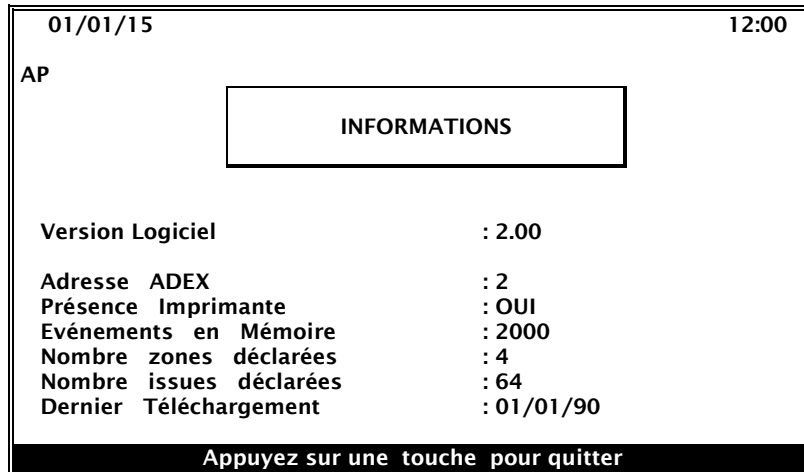 01/01/15 12:00
AP
INFORMATIONS
Version Logiciel : 2.00
Adresse ADEX : 2
Présence Imprimante : OUI
Evénements en Mémoire : 2000
Nombre zones déclarées : 4
Nombre issues déclarées : 64
Dernier Téléchargement : 01/01/90
Appuyez sur une touche pour quitter